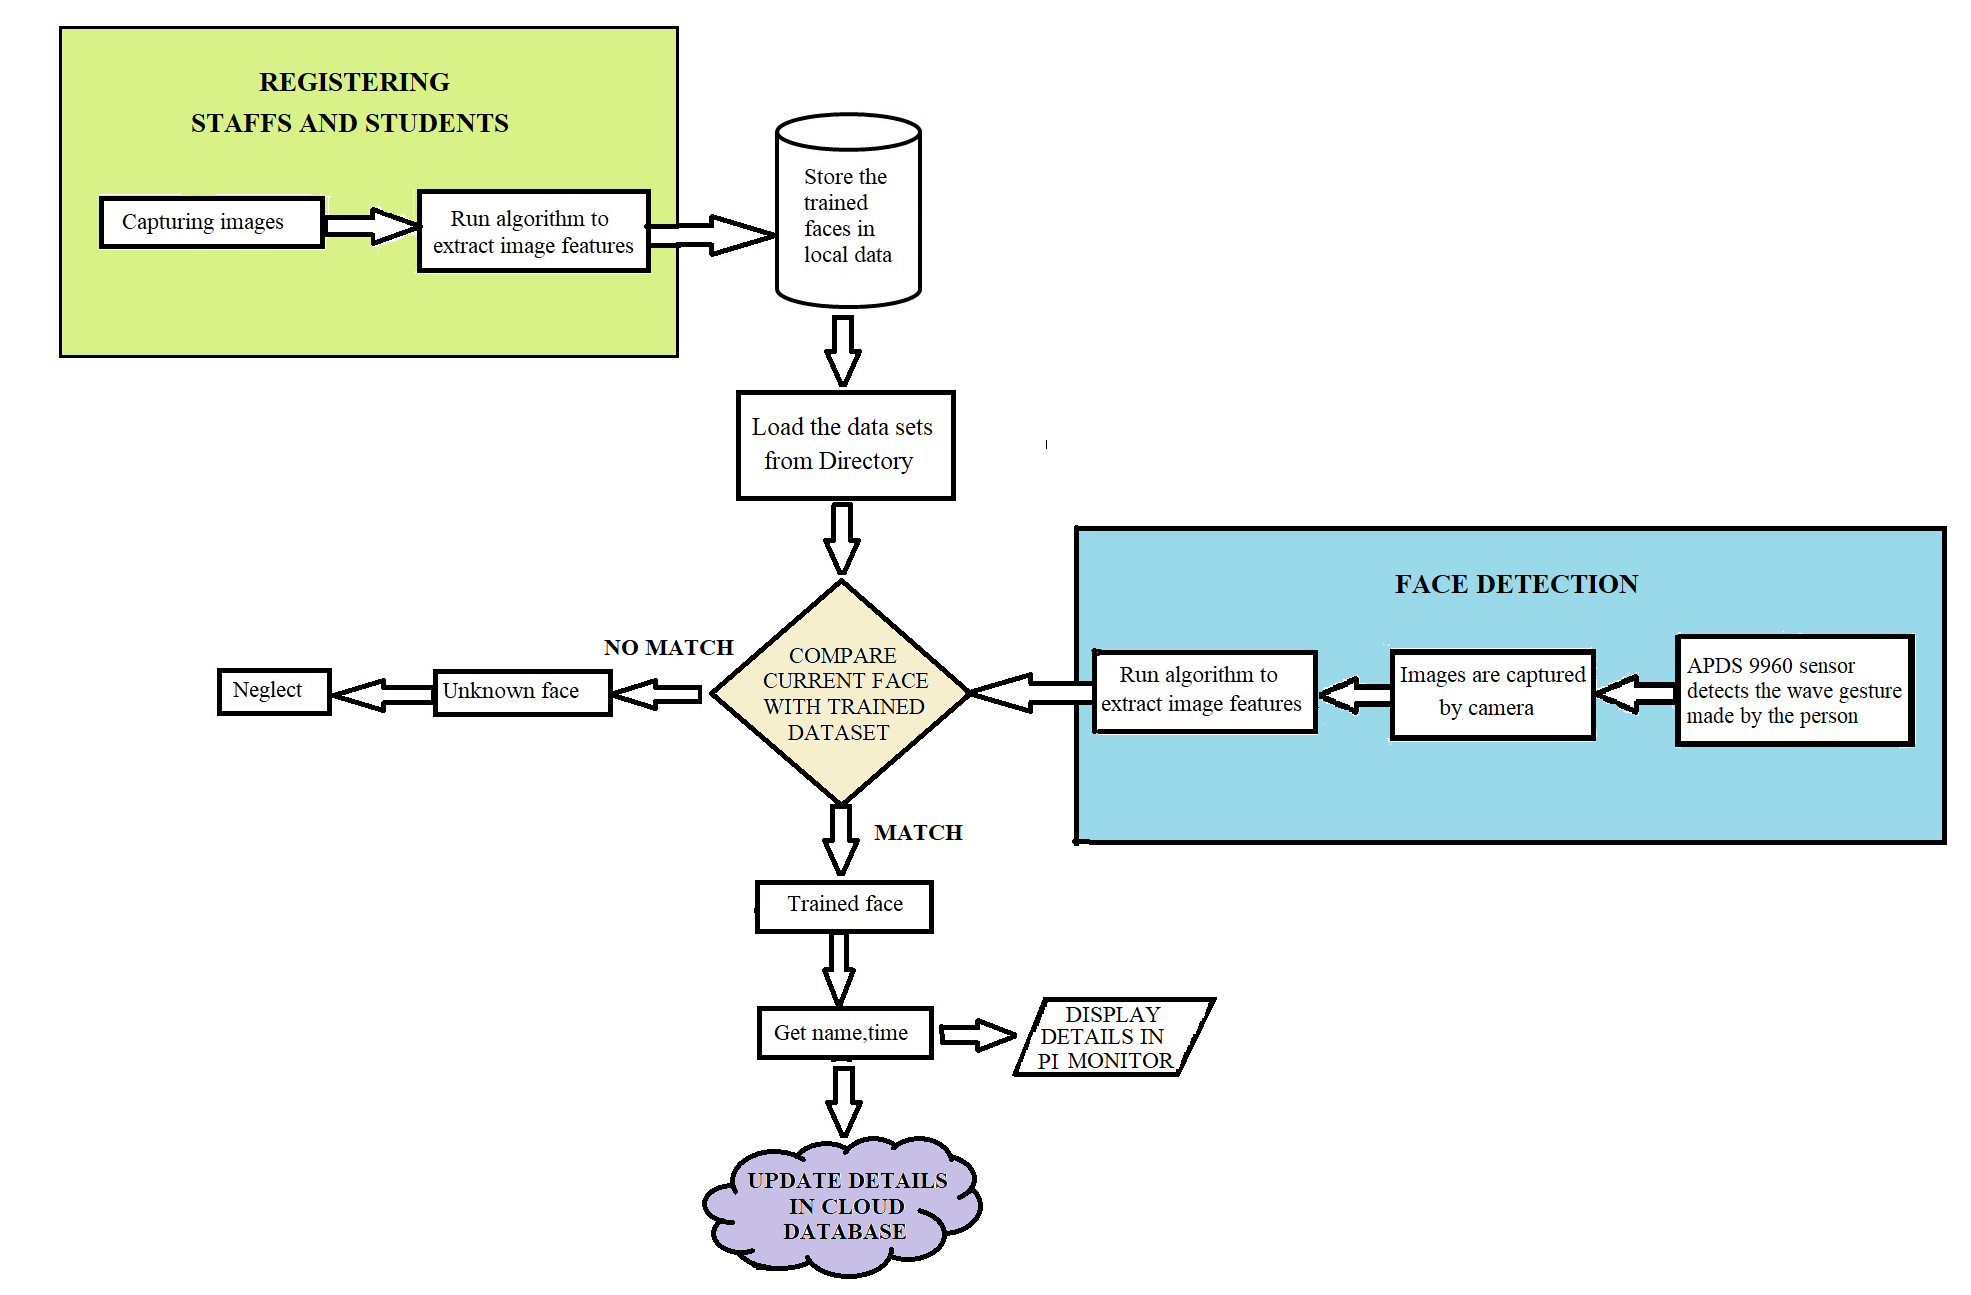 REGISTERING
STAFFS AND STUDENTS
Capturing images
Run algorithm to
extract image features
Store the
trained
faces in
local data
Load the data sets
from Directory
FACE DETECTION
APDS 9960 sensor
detects the wave gesture
made by the person
Images are captured
by camera
Run algorithm to
extract image features
COMPARE
CURRENT FACE
WITH TRAINED
DATASET
NO MATCH
Unknown face
Neglect
MATCH
Trained face
Get name,time
DISPLAY
DETAILS IN
PI MONITOR
UPDATE DETAILS
IN CLOUD
DATABASE